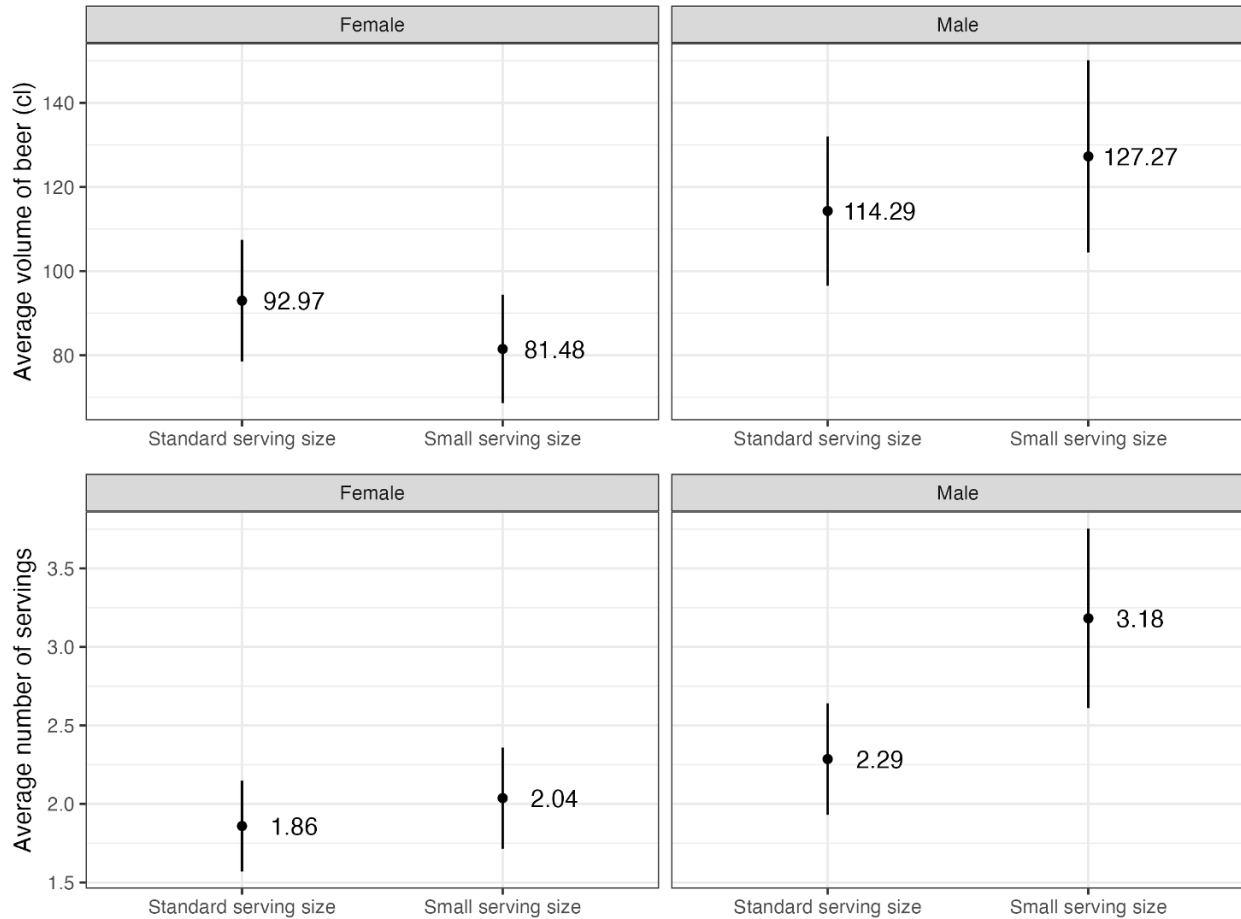 Female
Male
Average volume of beer (cl)
140
120
100
80
92.97
81.48
114.29
127.27
Standard serving size
Small serving size
Standard serving size
Small serving size
Female
Male
Average number of servings
3.5
3.0
2.5
2.0
1.5
1.86
2.04
2.29
3.18
Standard serving size
Small serving size
Standard serving size
Small serving size